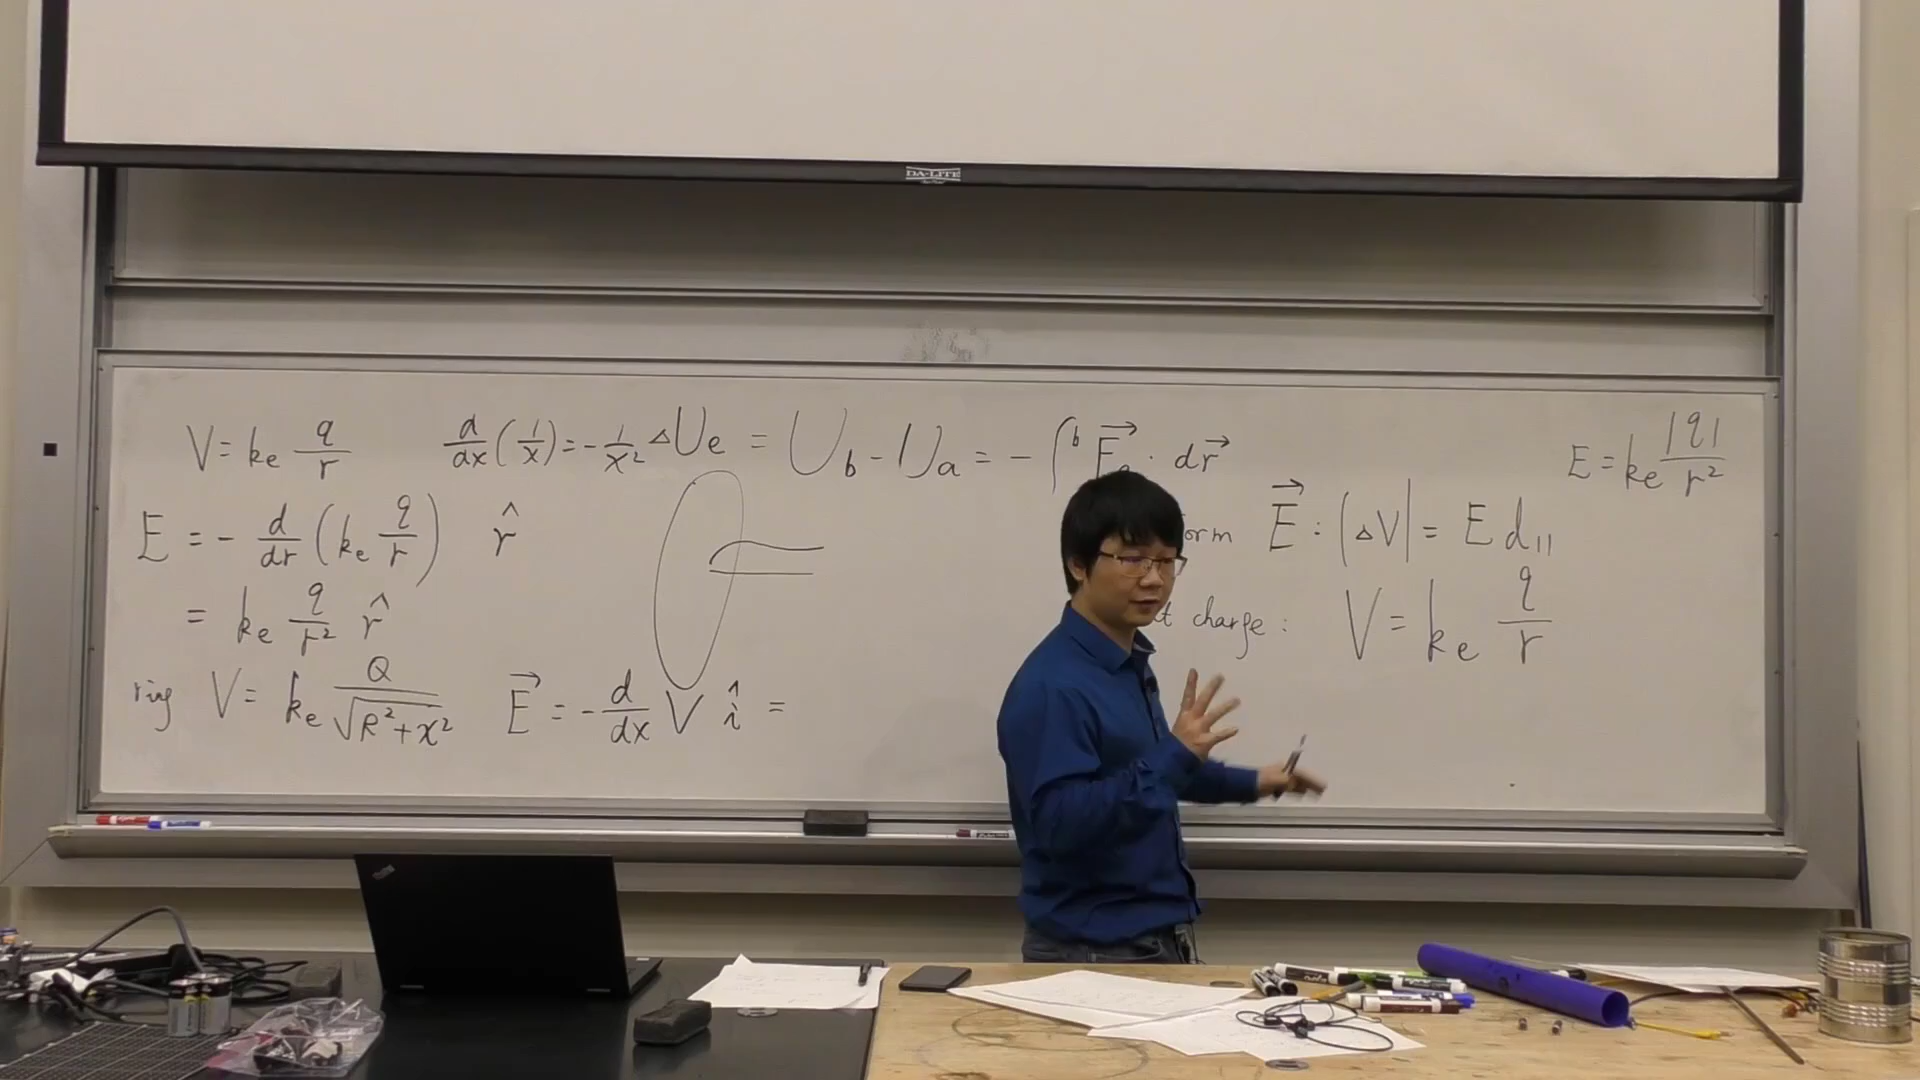 DA-LITE
V = ke q/r
d/dx (1/x) = - 1/x²
ΔUe = Ub - Ua = - ∫ᵇ F⃗e · dr⃗
E = ke |q|/r²
E = - d/dr (ke q/r) r̂
orm E⃗ : |ΔV| = E d||
= ke q/r² r̂
t charge : V = ke q/r
ring V = ke Q/√(R²+x²) E⃗ = - d/dx V î =